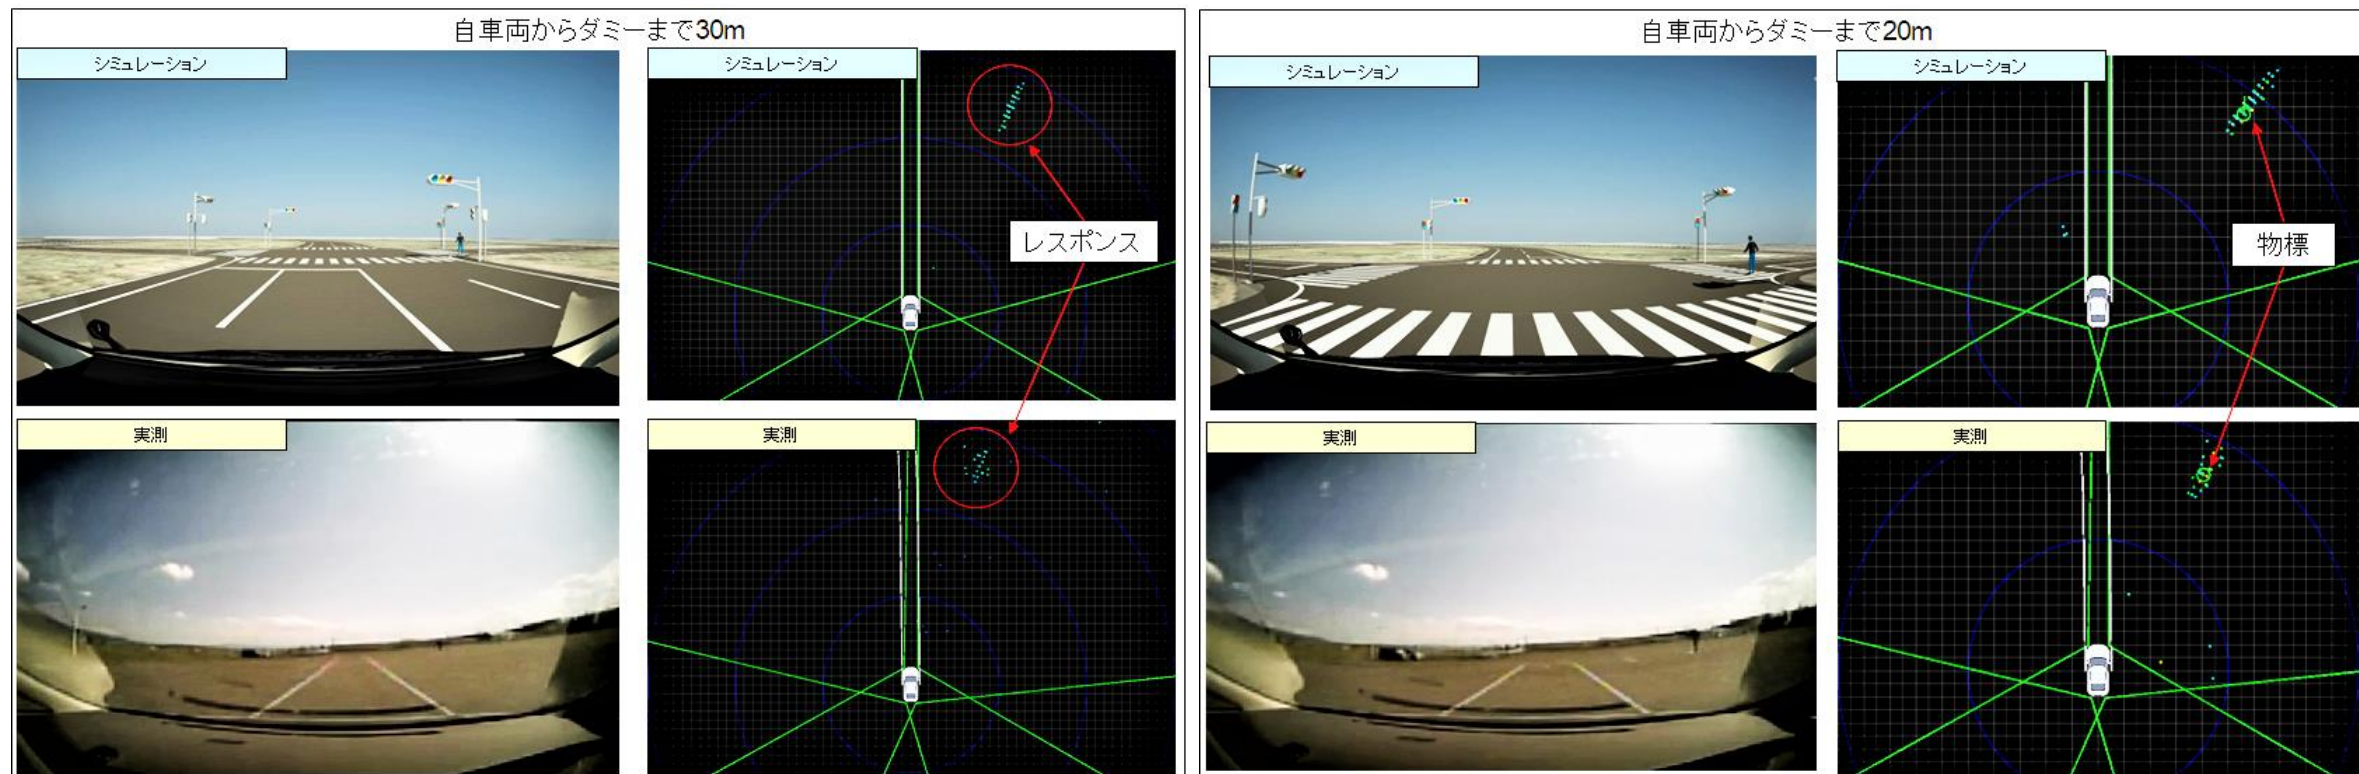 自車両からダミーまで30m
シミュレーション
シミュレーション
レスポンス
実測
実測
自車両からダミーまで20m
シミュレーション
シミュレーション
物標
実測
実測